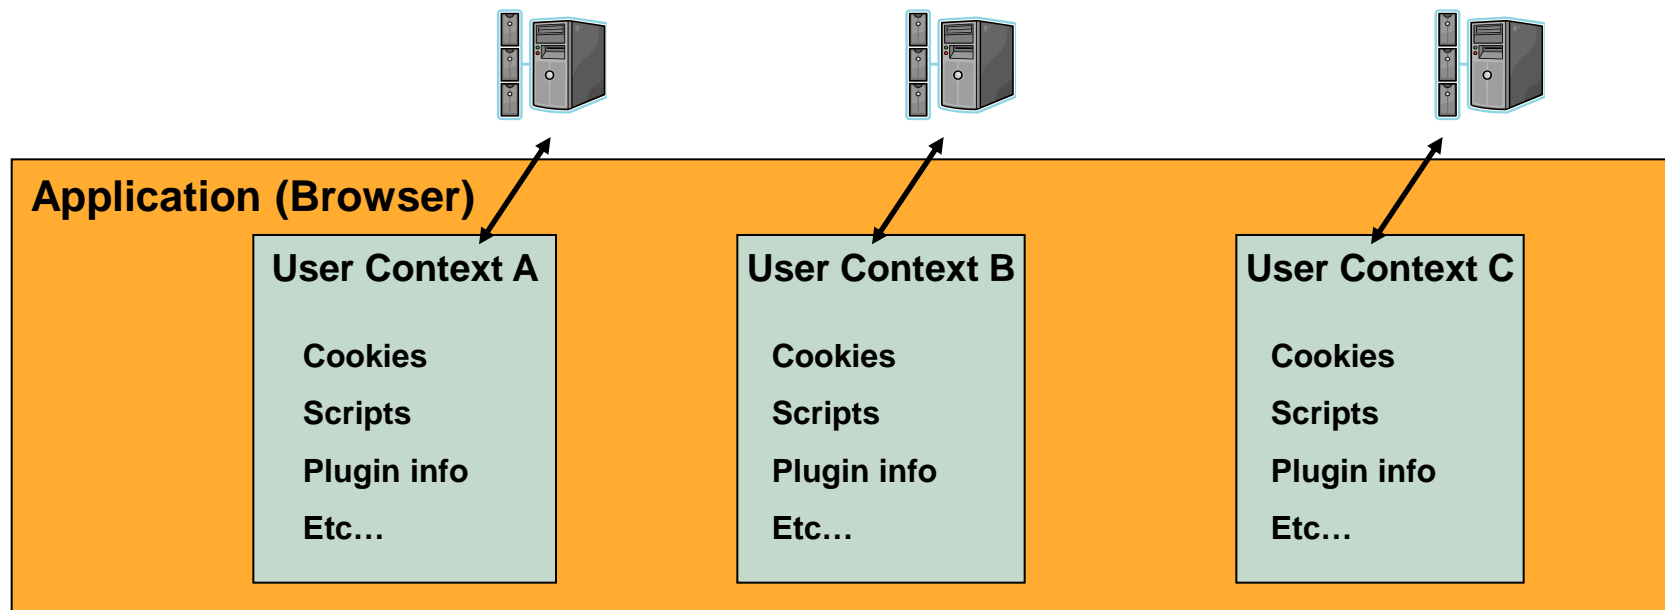 Application (Browser)
User Context A
Cookies
Scripts
Plugin info
Etc…
User Context B
Cookies
Scripts
Plugin info
Etc…
User Context C
Cookies
Scripts
Plugin info
Etc…